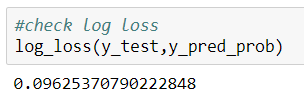 #check log loss
log_loss(y_test,y_pred_prob)
0.09625370790222848